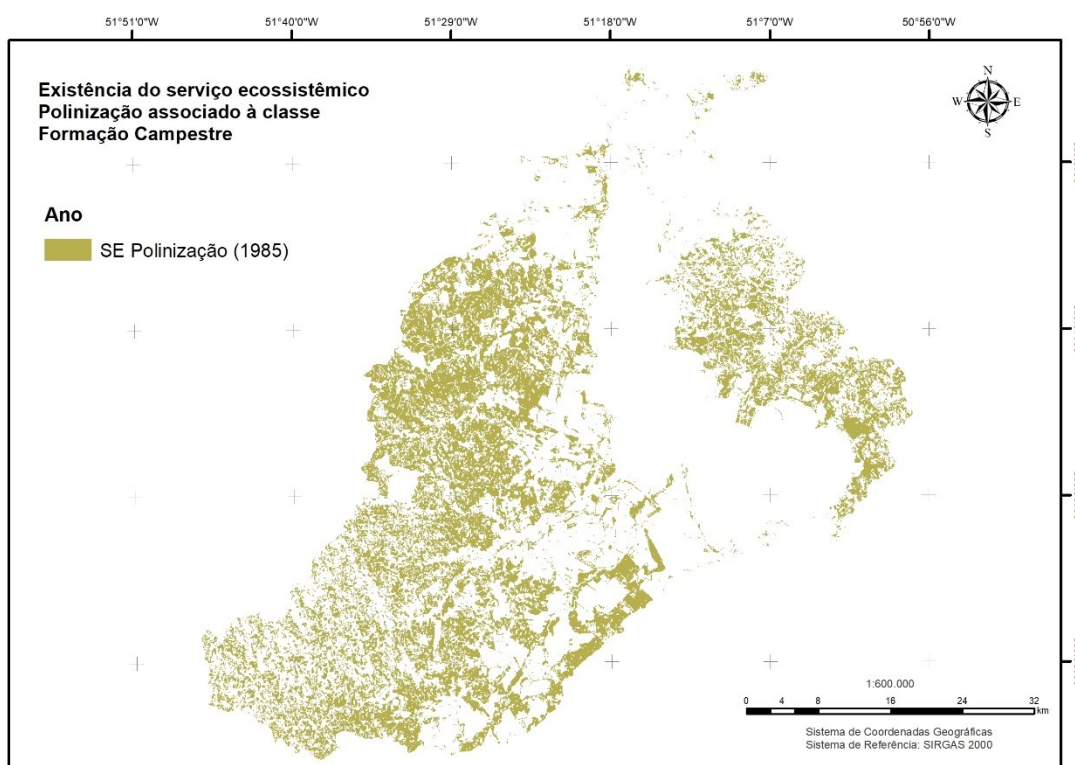 51°51'0"W 51°40'0"W 51°29'0"W 51°18'0"W 51°7'0"W 50°56'0"W
Existência do serviço ecossistêmico
Polinização associado à classe
Formação Campestre
N
W E
S
Ano
SE Polinização (1985)
1:600.000
0 4 8 16 24 32
km
Sistema de Coordenadas Geográficas
Sistema de Referência: SIRGAS 2000